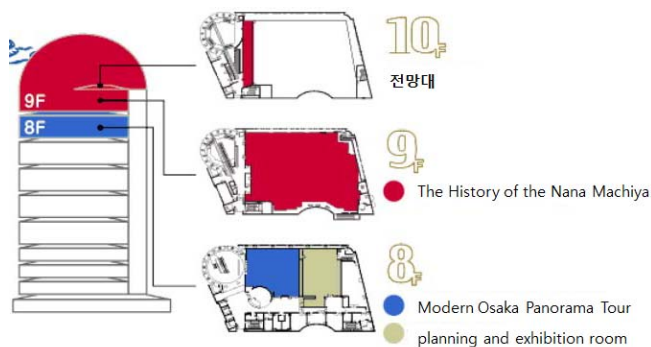 10F
전망대
9F
8F
9F
The History of the Nana Machiya
8F
Modern Osaka Panorama Tour
planning and exhibition room